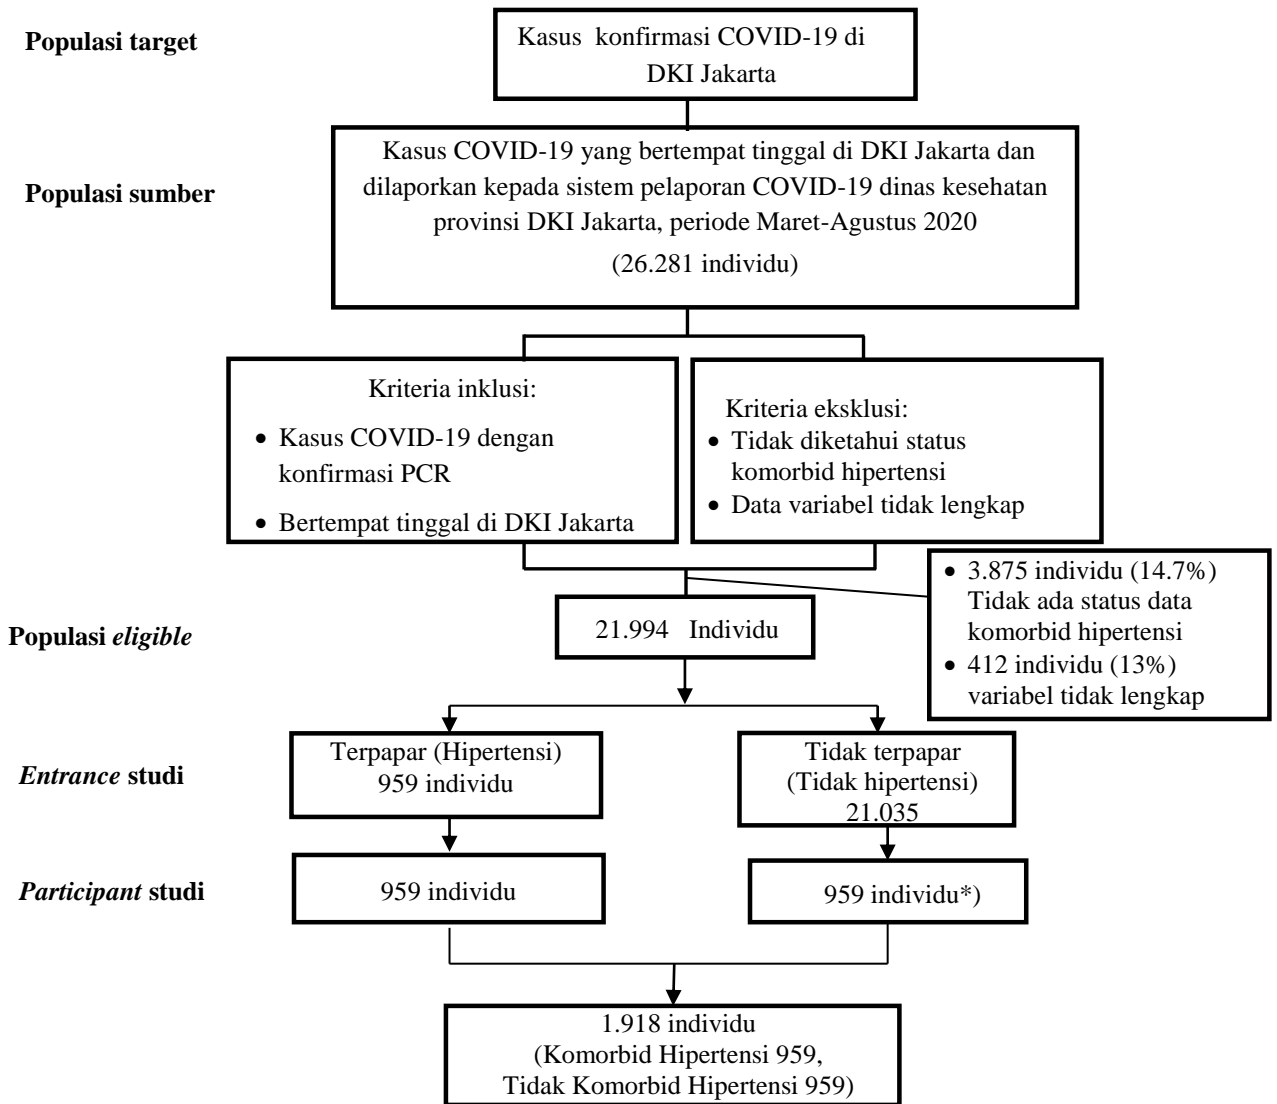 Populasi target
Kasus konfirmasi COVID-19 di
DKI Jakarta
Populasi sumber
Kasus COVID-19 yang bertempat tinggal di DKI Jakarta dan
dilaporkan kepada sistem pelaporan COVID-19 dinas kesehatan
provinsi DKI Jakarta, periode Maret-Agustus 2020
(26.281 individu)
Kriteria inklusi:
• Kasus COVID-19 dengan
konfirmasi PCR
• Bertempat tinggal di DKI Jakarta
Kriteria eksklusi:
• Tidak diketahui status
komorbid hipertensi
• Data variabel tidak lengkap
• 3.875 individu (14.7%)
Tidak ada status data
komorbid hipertensi
• 412 individu (13%)
variabel tidak lengkap
Populasi eligible
21.994 Individu
Entrance studi
Terpapar (Hipertensi)
959 individu
Tidak terpapar
(Tidak hipertensi)
21.035
Participant studi
959 individu
959 individu*)
1.918 individu
(Komorbid Hipertensi 959,
Tidak Komorbid Hipertensi 959)